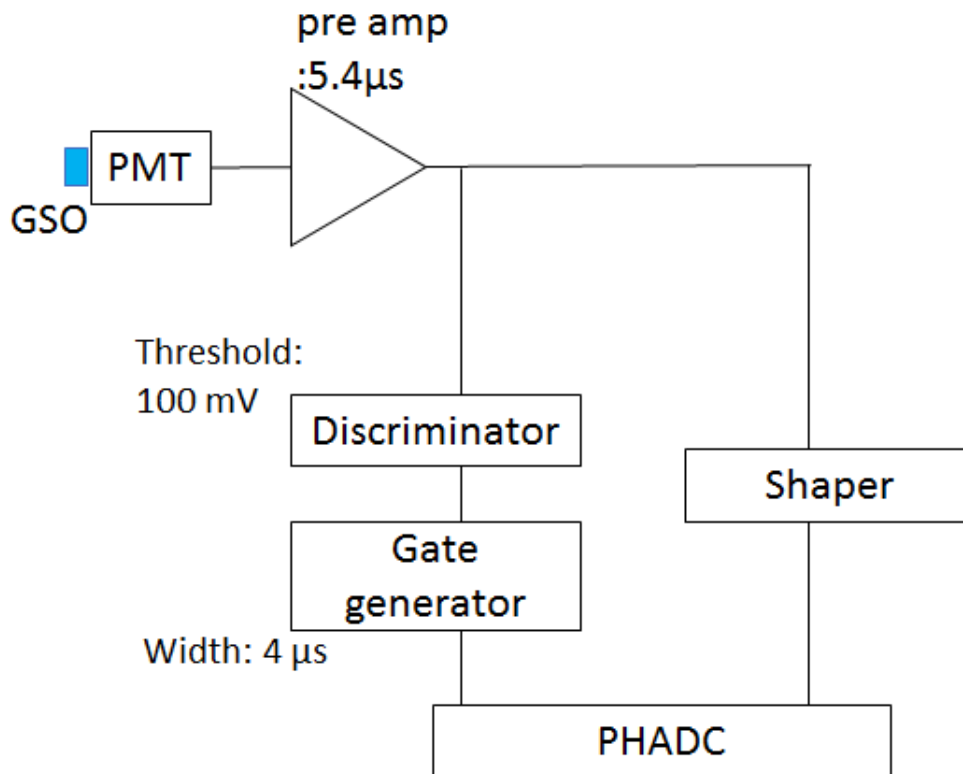 pre amp
:5.4μs
PMT
GSO
Threshold:
100 mV
Discriminator
Shaper
Gate
generator
Width: 4 μs
PHADC